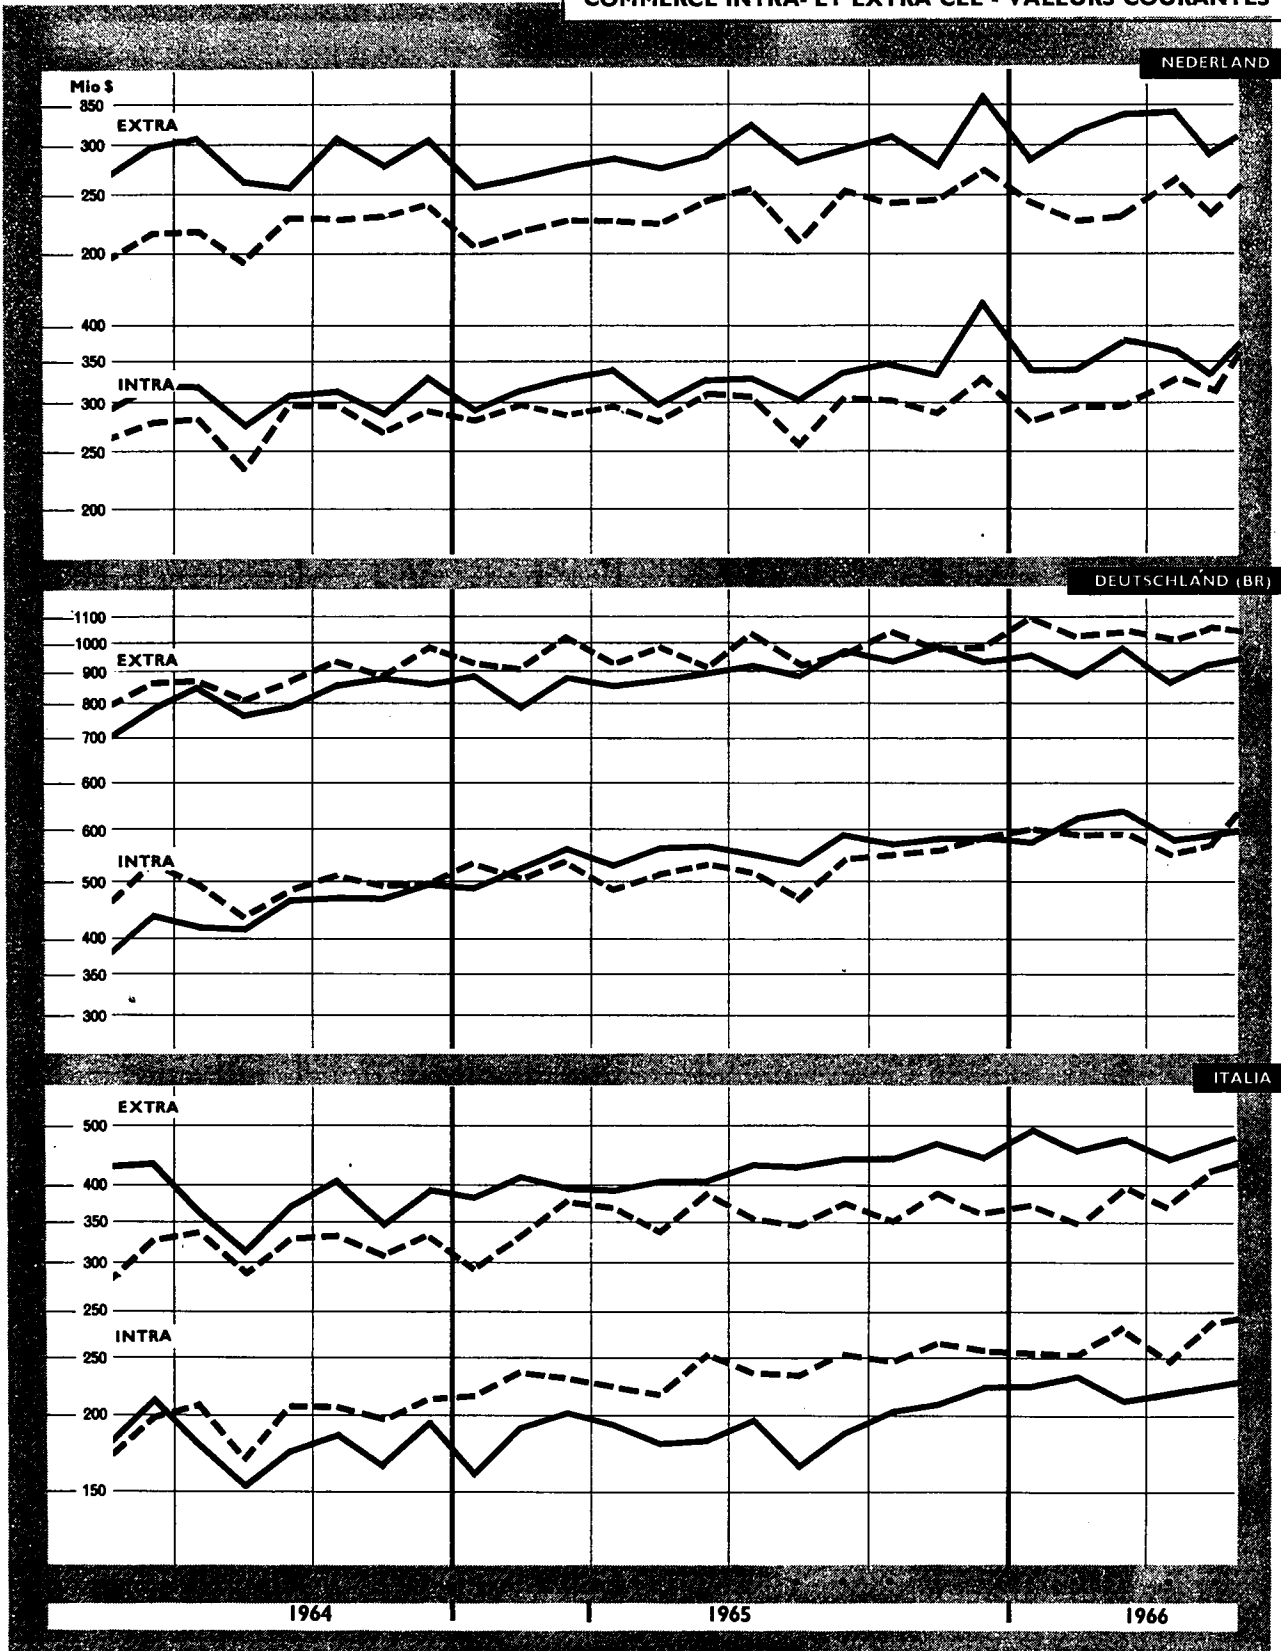 COMMERCE INTRA- ET EXTRA CEE - VALEURS COURANTES
NEDERLAND
Mio $
850
EXTRA
300
250
200
400
350
INTRA
300
250
200
DEUTSCHLAND (BR)
1100
1000
EXTRA
900
800
700
600
600
INTRA
500
400
350
300
ITALIA
EXTRA
500
400
350
300
250
INTRA
250
200
150
1964 1965 1966